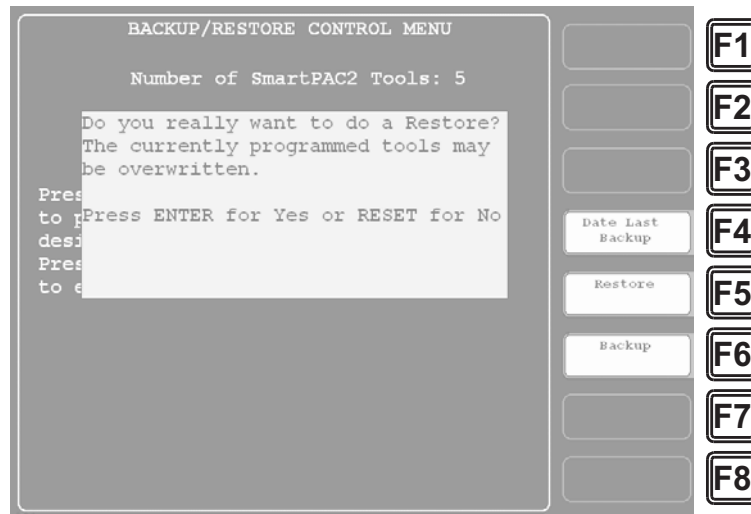 BACKUP/RESTORE CONTROL MENU
Number of SmartPAC2 Tools: 5
Do you really want to do a Restore?
The currently programmed tools may
be overwritten.
Pres
to p
Press ENTER for Yes or RESET for No
desi
Pres
to e
Date Last
Backup
Restore
Backup
F1
F2
F3
F4
F5
F6
F7
F8